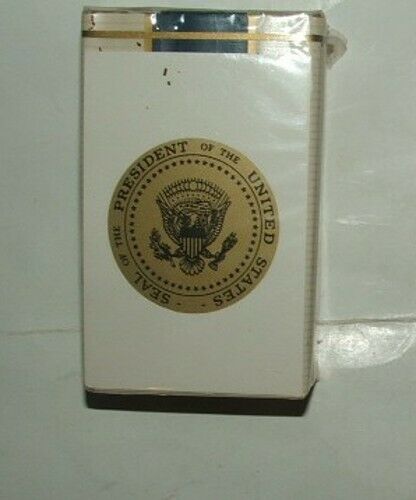 SEAL OF THE PRESIDENT OF THE UNITED STATES